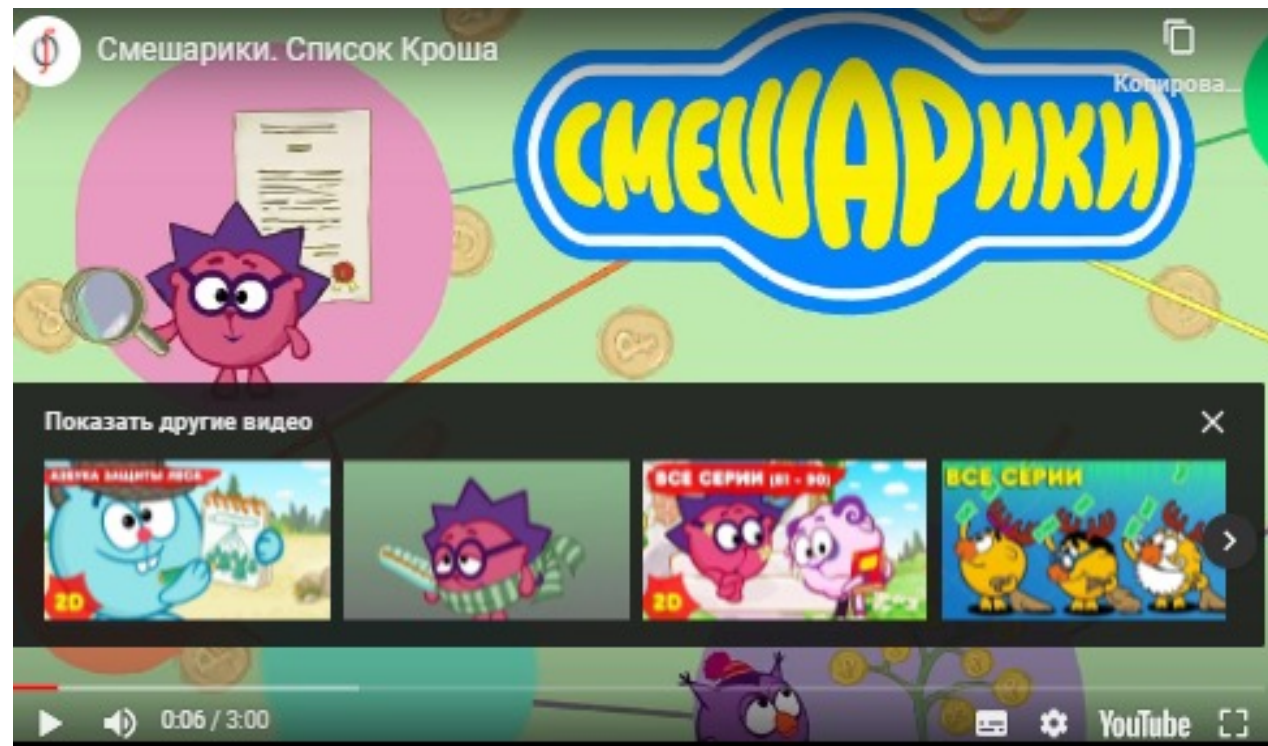 Смешарики. Список Кроша
Копирова...
СМЕШАРИКИ
Показать другие видео
АЗБУКА ЗАЩИТЫ ЛЕСА
2D
ВСЕ СЕРИИ (81 - 90)
2D
ВСЕ СЕРИИ
0:06 / 3:00
YouTube